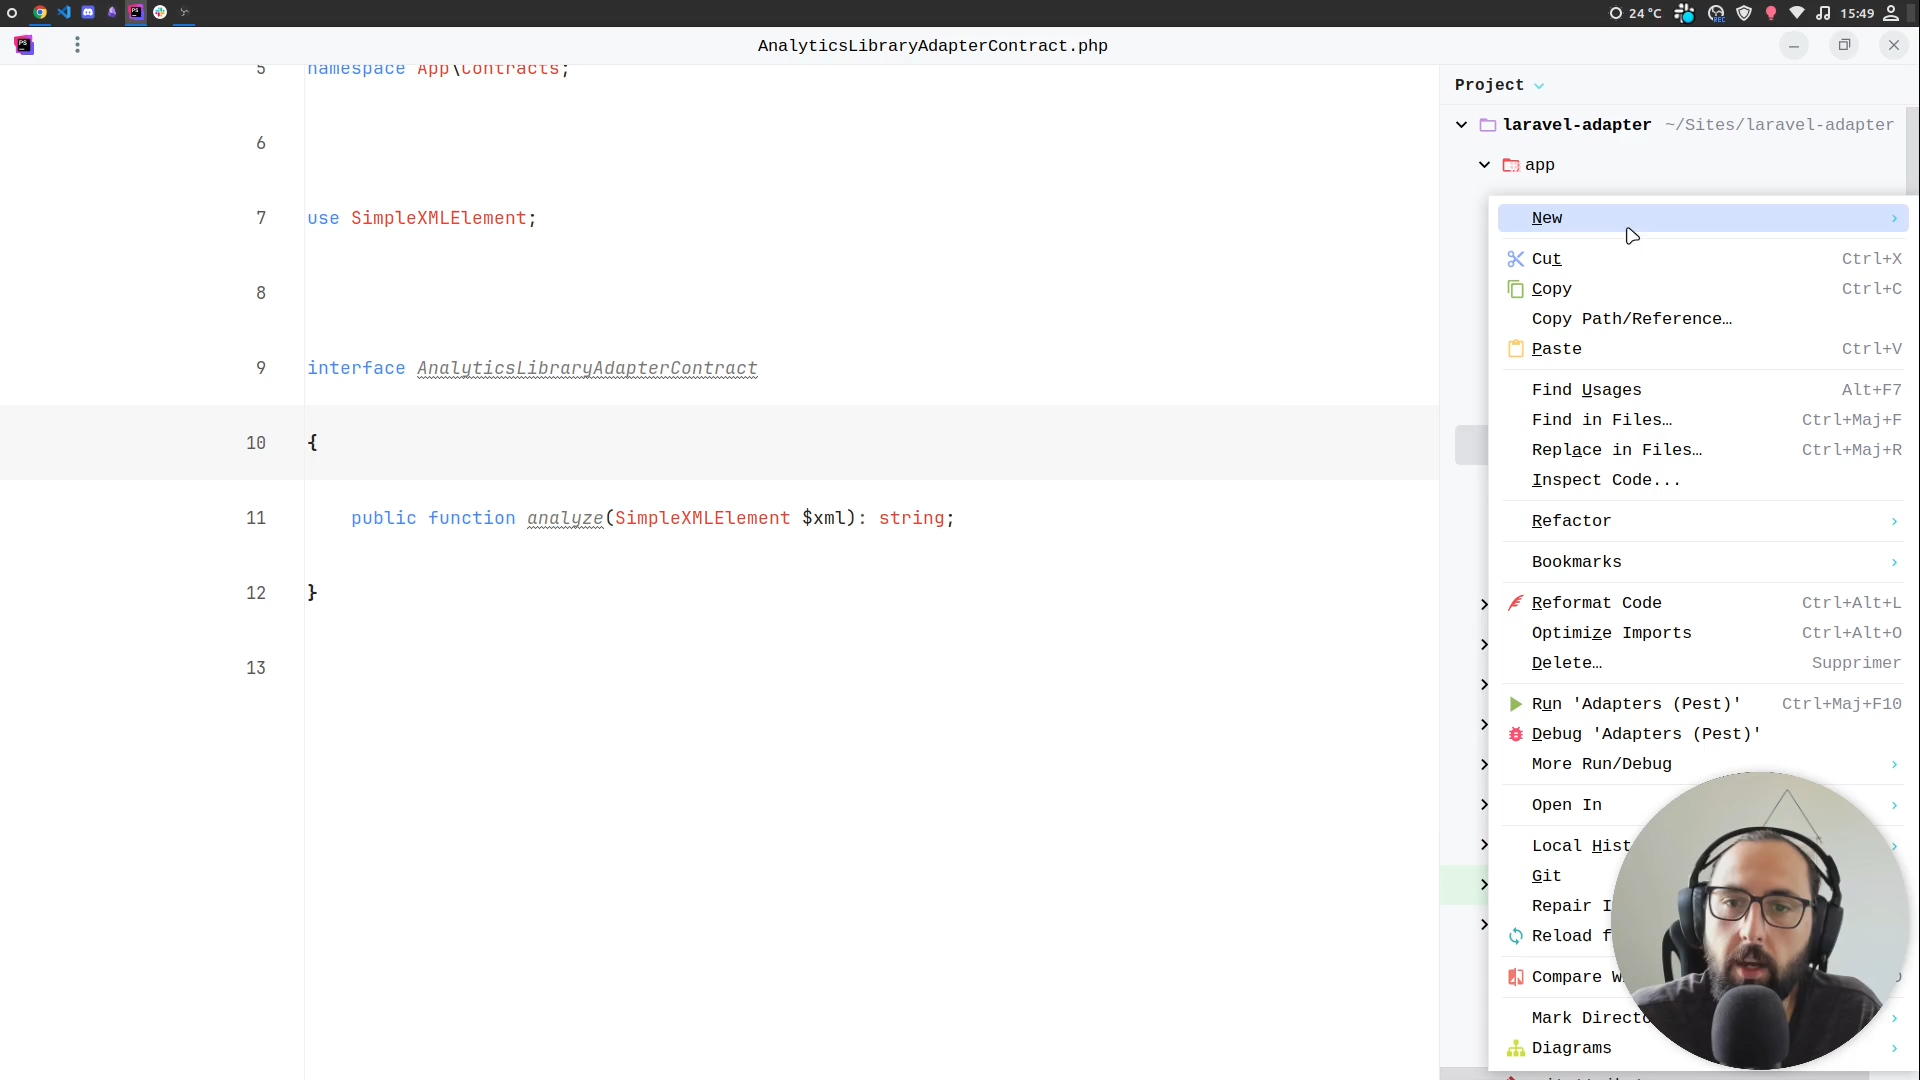 24 °C
REC
15:49
PS
AnalyticsLibraryAdapterContract.php
5 namespace App\Contracts;
6
7 use SimpleXMLElement;
8
9 interface AnalyticsLibraryAdapterContract
10 {
11 public function analyze(SimpleXMLElement $xml): string;
12 }
13
Project
laravel-adapter ~/Sites/laravel-adapter
app
New
Cut Ctrl+X
Copy Ctrl+C
Copy Path/Reference…
Paste Ctrl+V
Find Usages Alt+F7
Find in Files… Ctrl+Maj+F
Replace in Files… Ctrl+Maj+R
Inspect Code...
Refactor
Bookmarks
Reformat Code Ctrl+Alt+L
Optimize Imports Ctrl+Alt+O
Delete… Supprimer
Run 'Adapters (Pest)' Ctrl+Maj+F10
Debug 'Adapters (Pest)'
More Run/Debug
Open In
Local Hist
Git
Repair I
Reload f
Compare W
Mark Directo
Diagrams